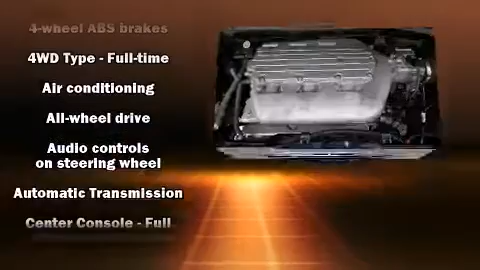 4-wheel ABS brakes
4WD Type - Full-time
Air conditioning
All-wheel drive
Audio controls
on steering wheel
Automatic Transmission
Center Console - Full